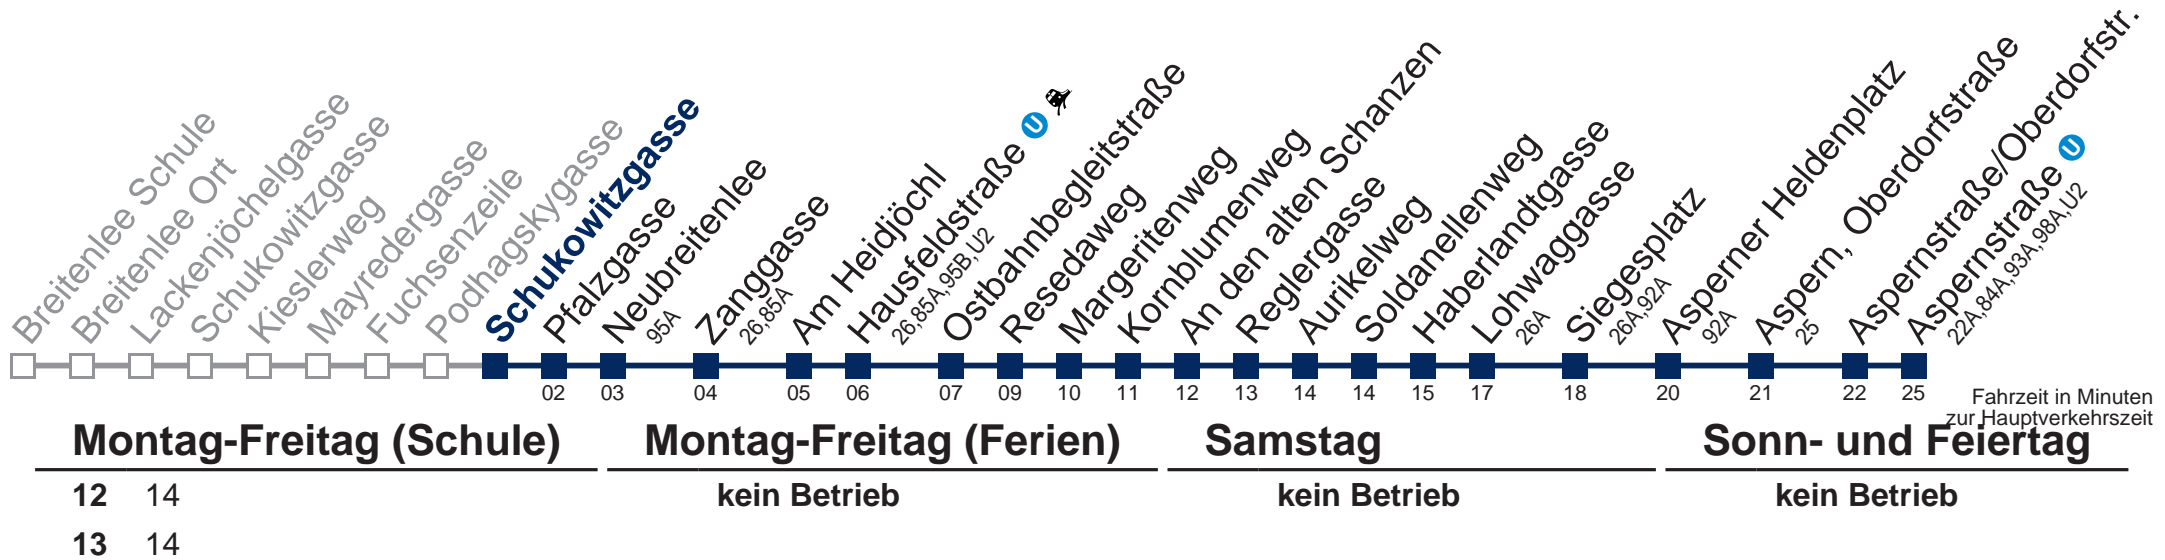 Breitenlee Schule
Breitenlee Ort
Lackenjöchelgasse
Schukowitzgasse
Kieslerweg
Mayredergasse
Fuchsenzeile
Podhagskygasse
Schukowitzgasse
Pfalzgasse
Neubreitenlee
95A
Zanggasse
26,85A
Am Heidjöchl
Hausfeldstraße U
26,85A,95B,U2
Ostbahnbegleitstraße
Resedaweg
Margeritenweg
Kornblumenweg
An den alten Schanzen
Reglergasse
Aurikelweg
Soldanellenweg
Haberlandtgasse
Lohwaggasse
26A
Siegesplatz
26A,92A
Asperner Heldenplatz
92A
Aspern, Oberdorfstraße
25
Aspernstraße/Oberdorfstr.
Aspernstraße U
22A,84A,93A,98A,U2
02 03 04 05 06 07 09 10 11 12 13 14 14 15 17 18 20 21 22 25
Fahrzeit in Minuten
zur Hauptverkehrszeit
Montag-Freitag (Schule) Montag-Freitag (Ferien) Samstag Sonn- und Feiertag
12 14 kein Betrieb kein Betrieb kein Betrieb
13 14